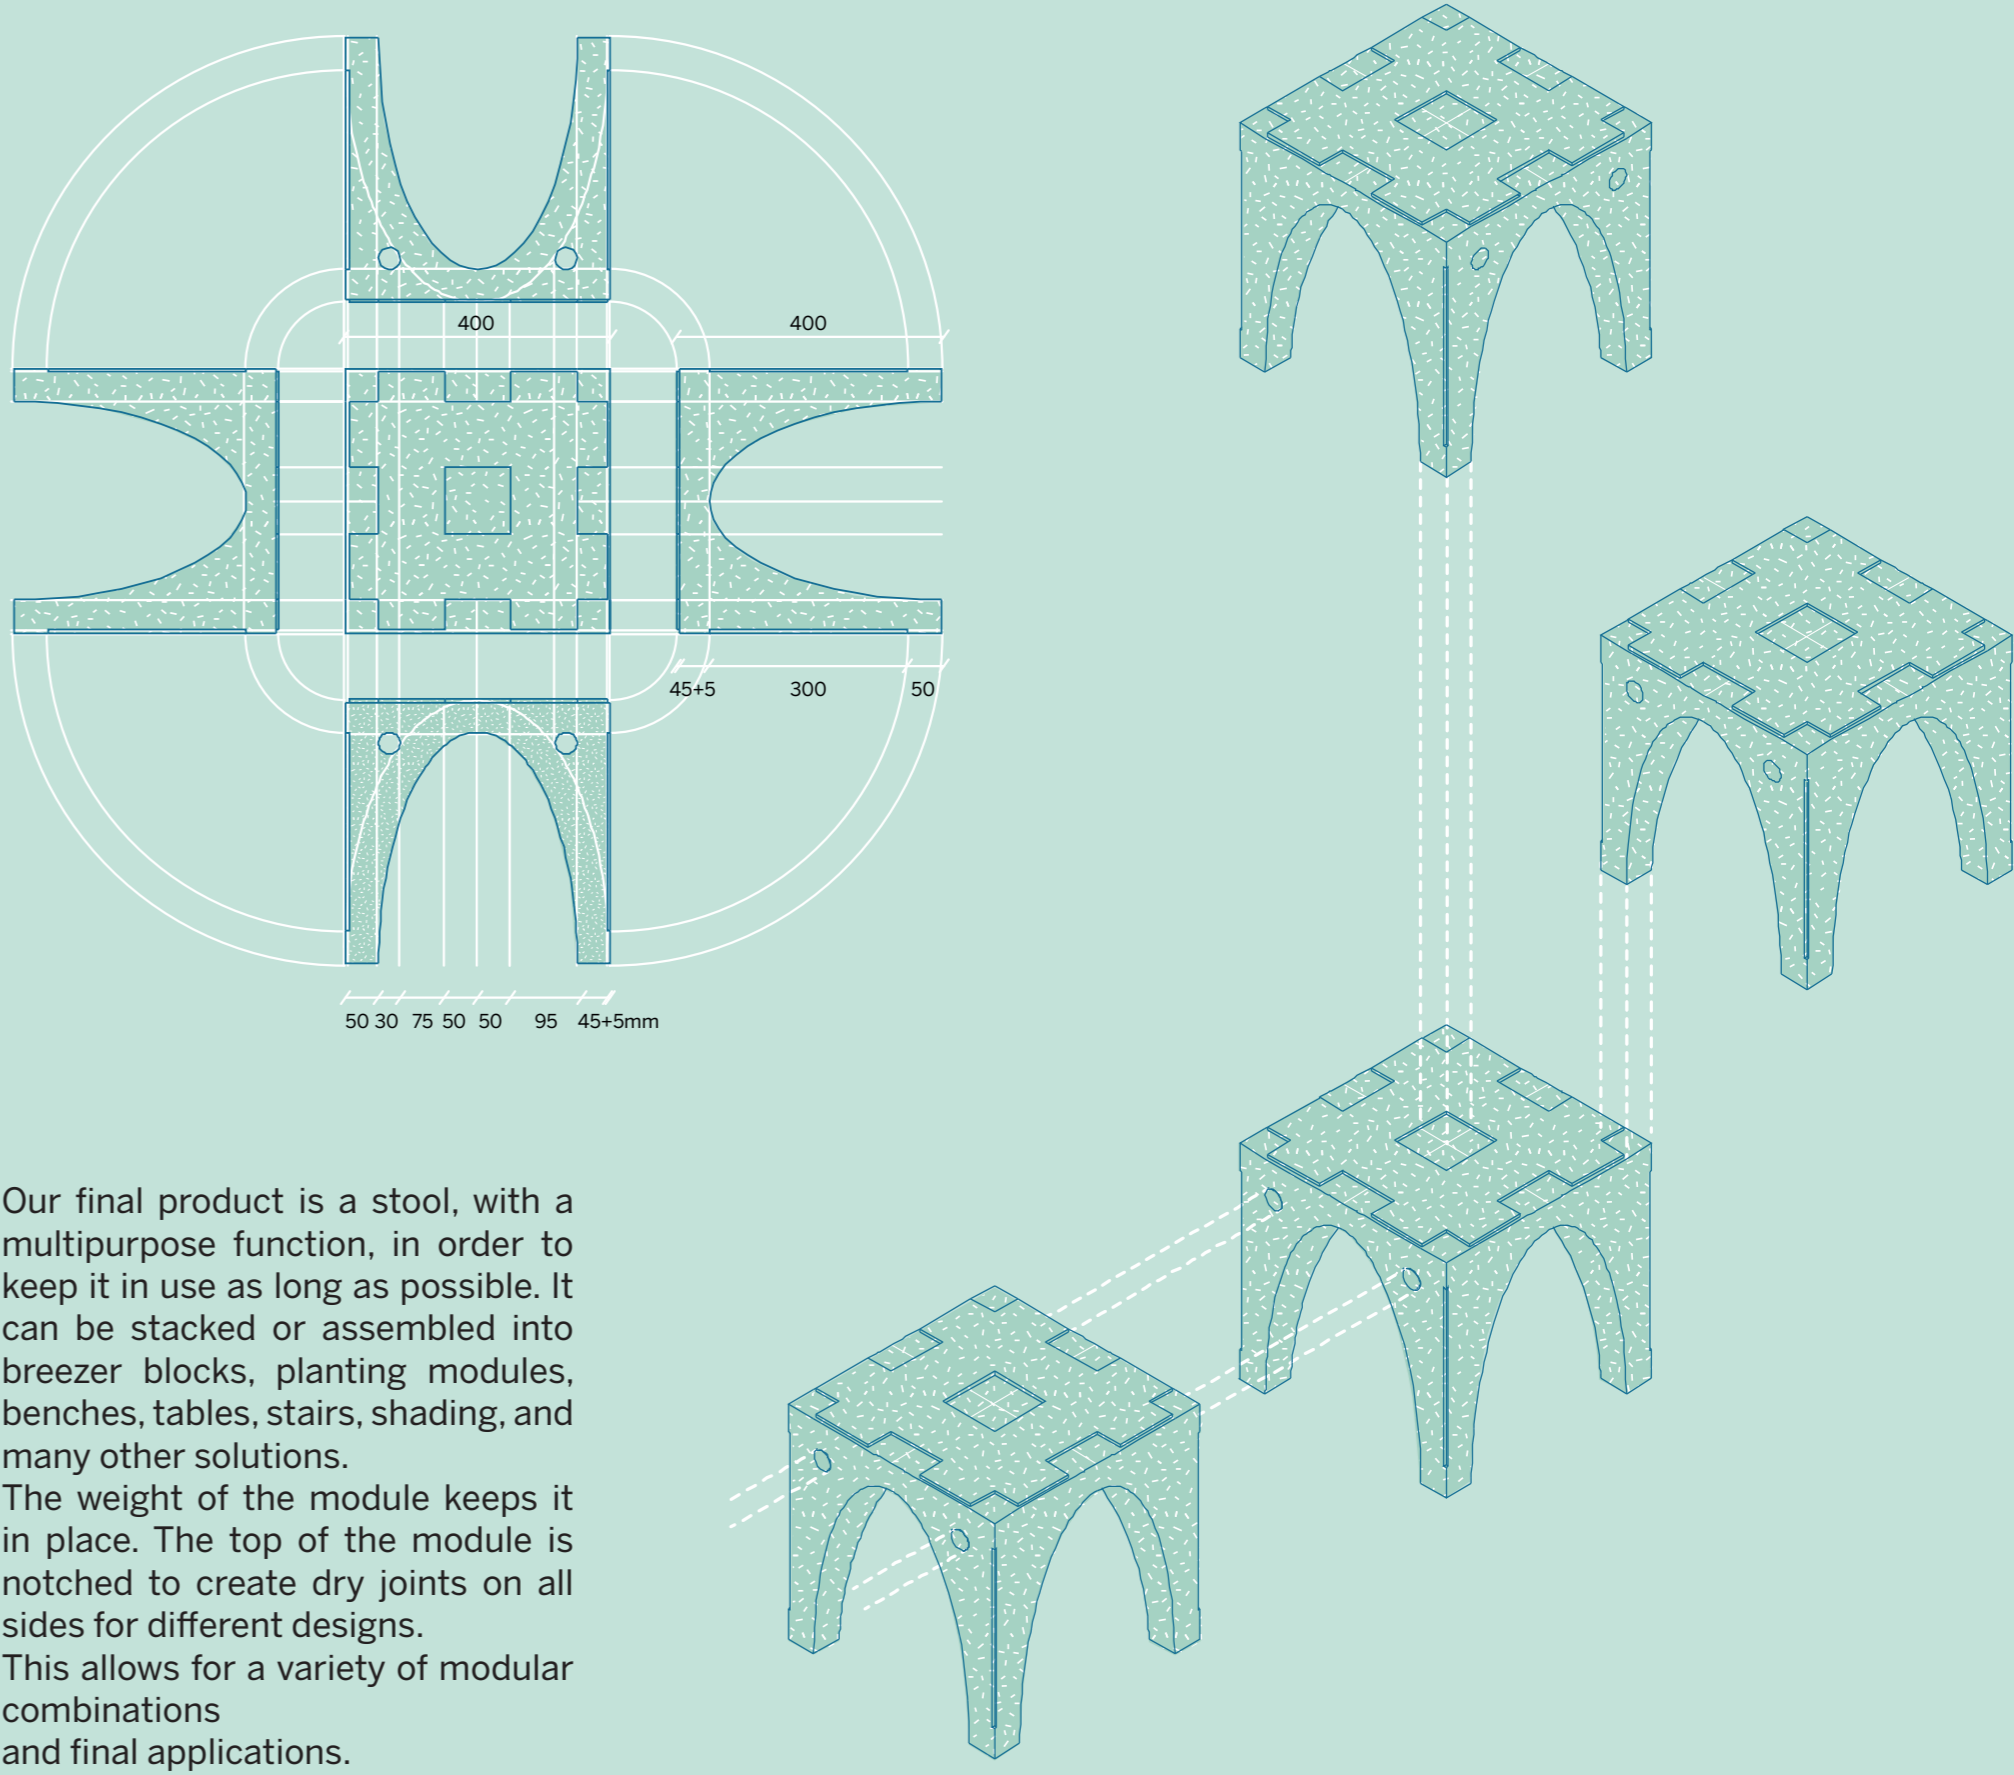 400
400
45+5
300
50
50 30 75 50 50 95 45+5mm
Our final product is a stool, with a
multipurpose function, in order to
keep it in use as long as possible. It
can be stacked or assembled into
breezer blocks, planting modules,
benches, tables, stairs, shading, and
many other solutions.
The weight of the module keeps it
in place. The top of the module is
notched to create dry joints on all
sides for different designs.
This allows for a variety of modular
combinations
and final applications.